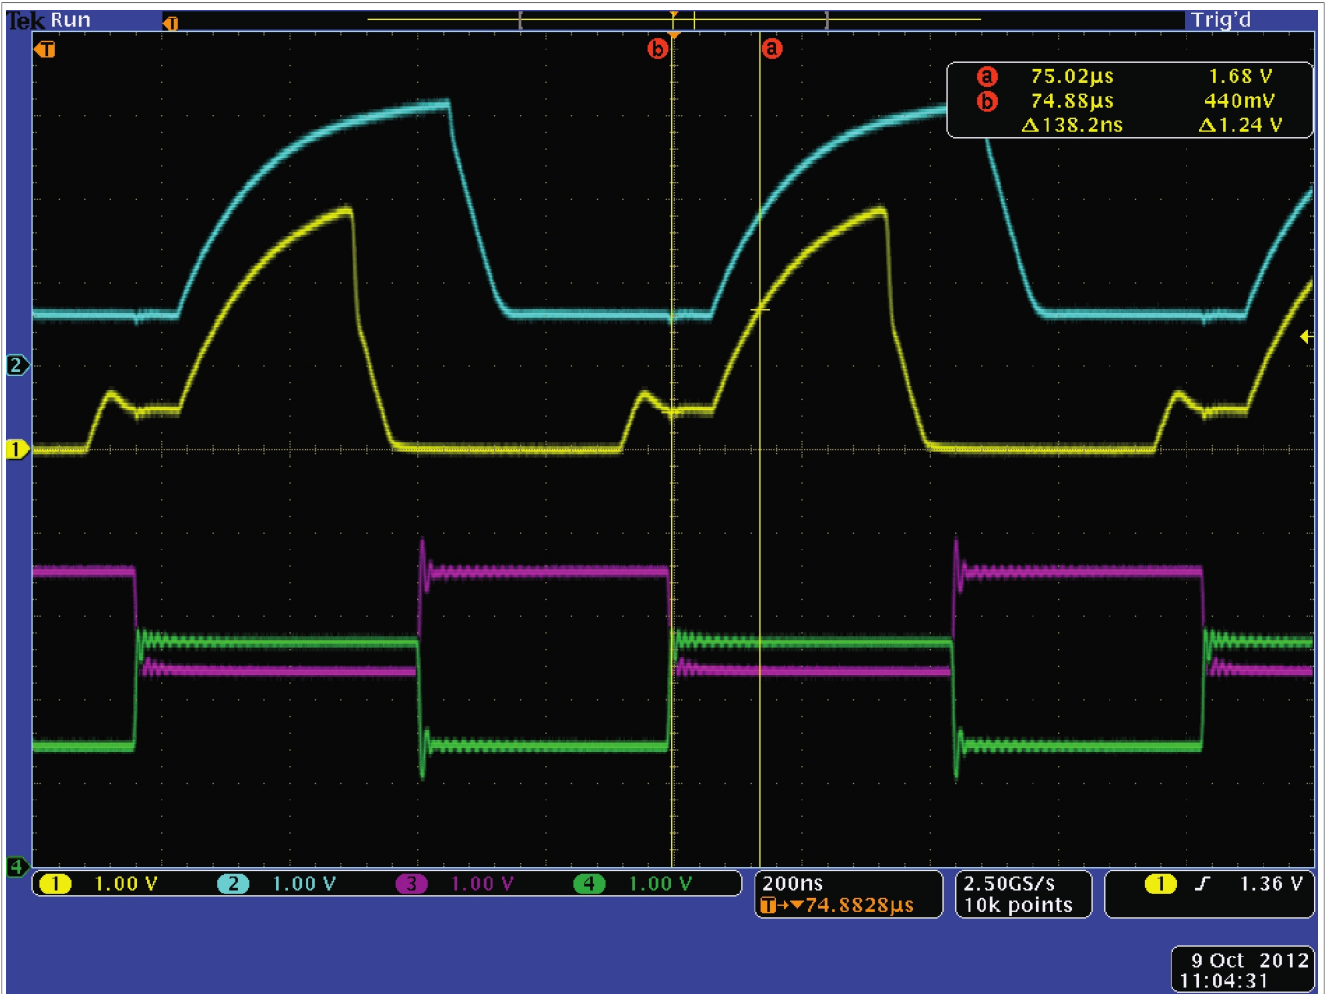 Tek Run Trig'd
T
T
b a
a 75.02µs 1.68 V
b 74.88µs 440mV
Δ138.2ns Δ1.24 V
2
1
4
1 1.00 V 2 1.00 V 3 1.00 V 4 1.00 V
200ns
T→▼74.8828µs
2.50GS/s
10k points
1 ʃ 1.36 V
9 Oct 2012
11:04:31